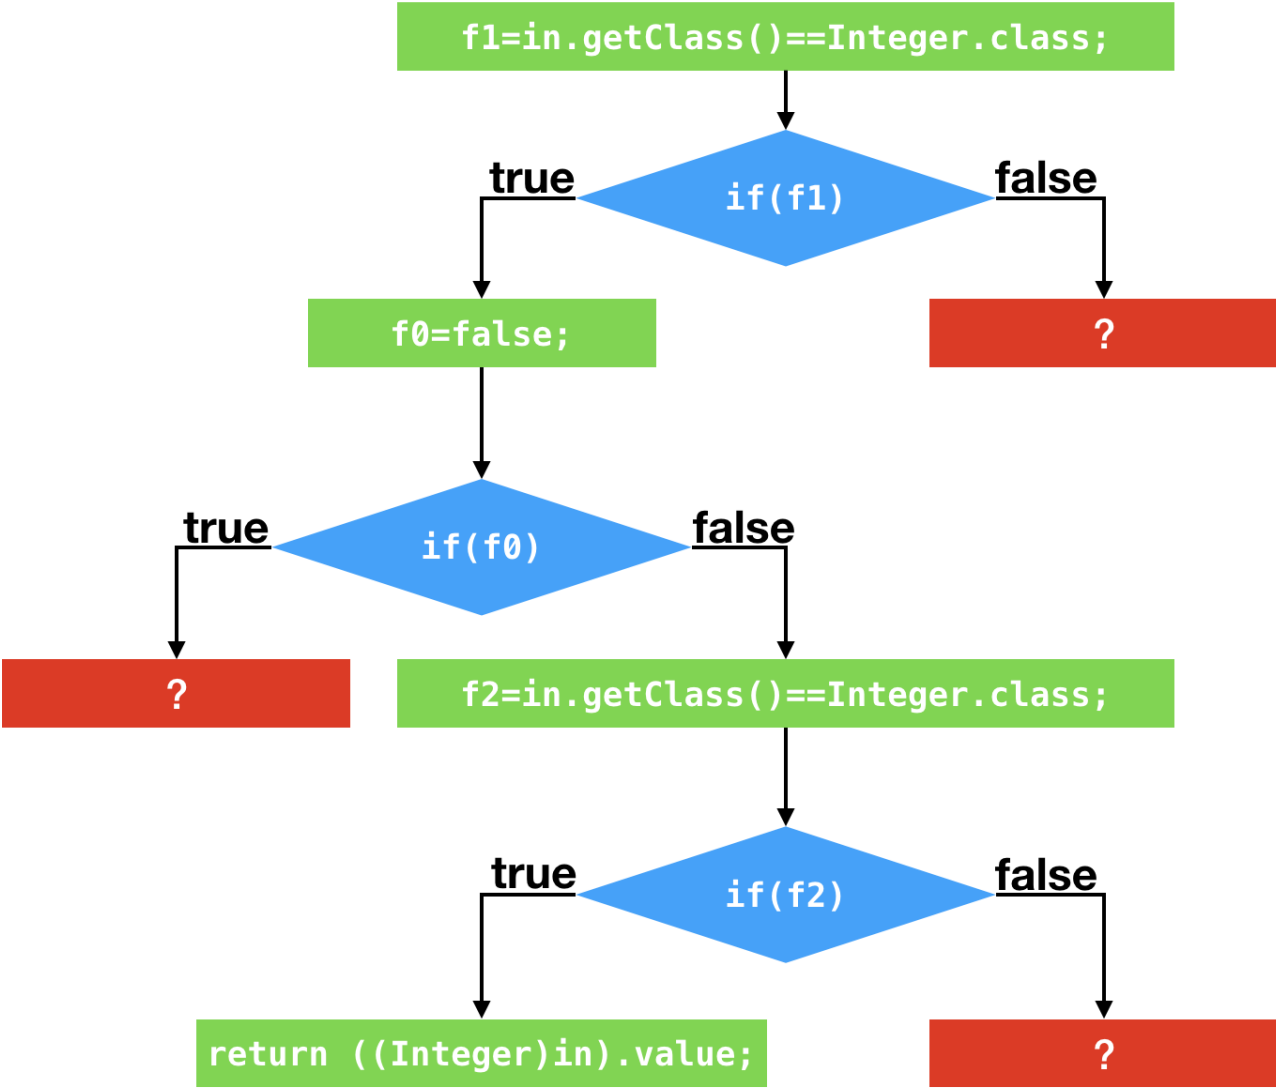 f1=in.getClass()==Integer.class;
true
false
if(f1)
f0=false;
?
true
false
if(f0)
?
f2=in.getClass()==Integer.class;
true
false
if(f2)
return ((Integer)in).value;
?